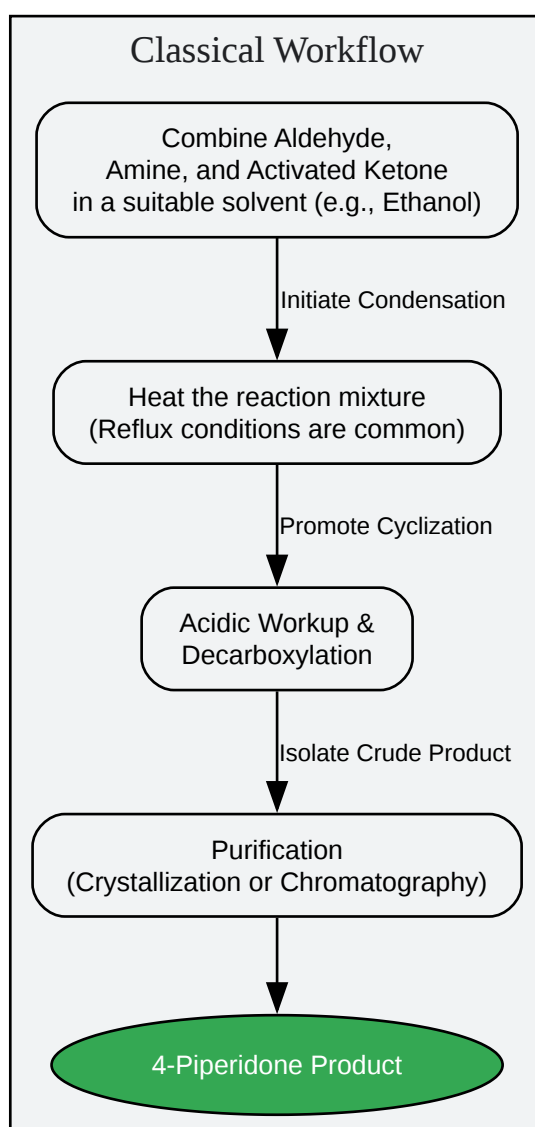 Classical Workflow
Combine Aldehyde,
Amine, and Activated Ketone
in a suitable solvent (e.g., Ethanol)
Initiate Condensation
Heat the reaction mixture
(Reflux conditions are common)
Promote Cyclization
Acidic Workup &
Decarboxylation
Isolate Crude Product
Purification
(Crystallization or Chromatography)
4-Piperidone Product